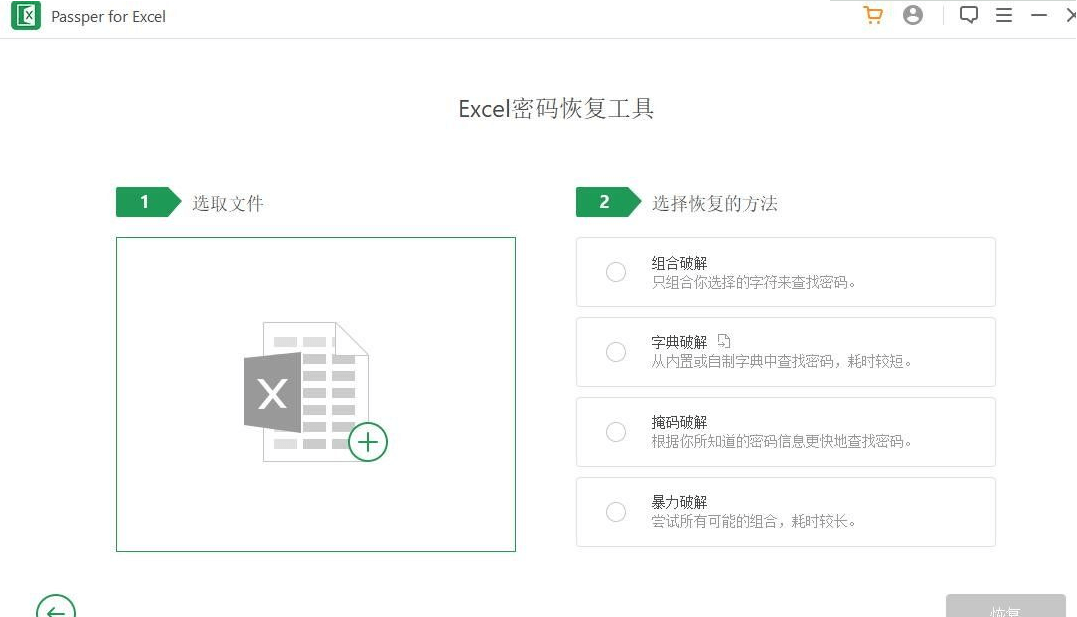 Passper for Excel
Excel密码恢复工具
1 选取文件
2 选择恢复的方法
组合破解
只组合你选择的字符来查找密码。
字典破解
从内置或自制字典中查找密码，耗时较短。
掩码破解
根据你所知道的密码信息更快地查找密码。
暴力破解
尝试所有可能的组合，耗时较长。
X
恢复